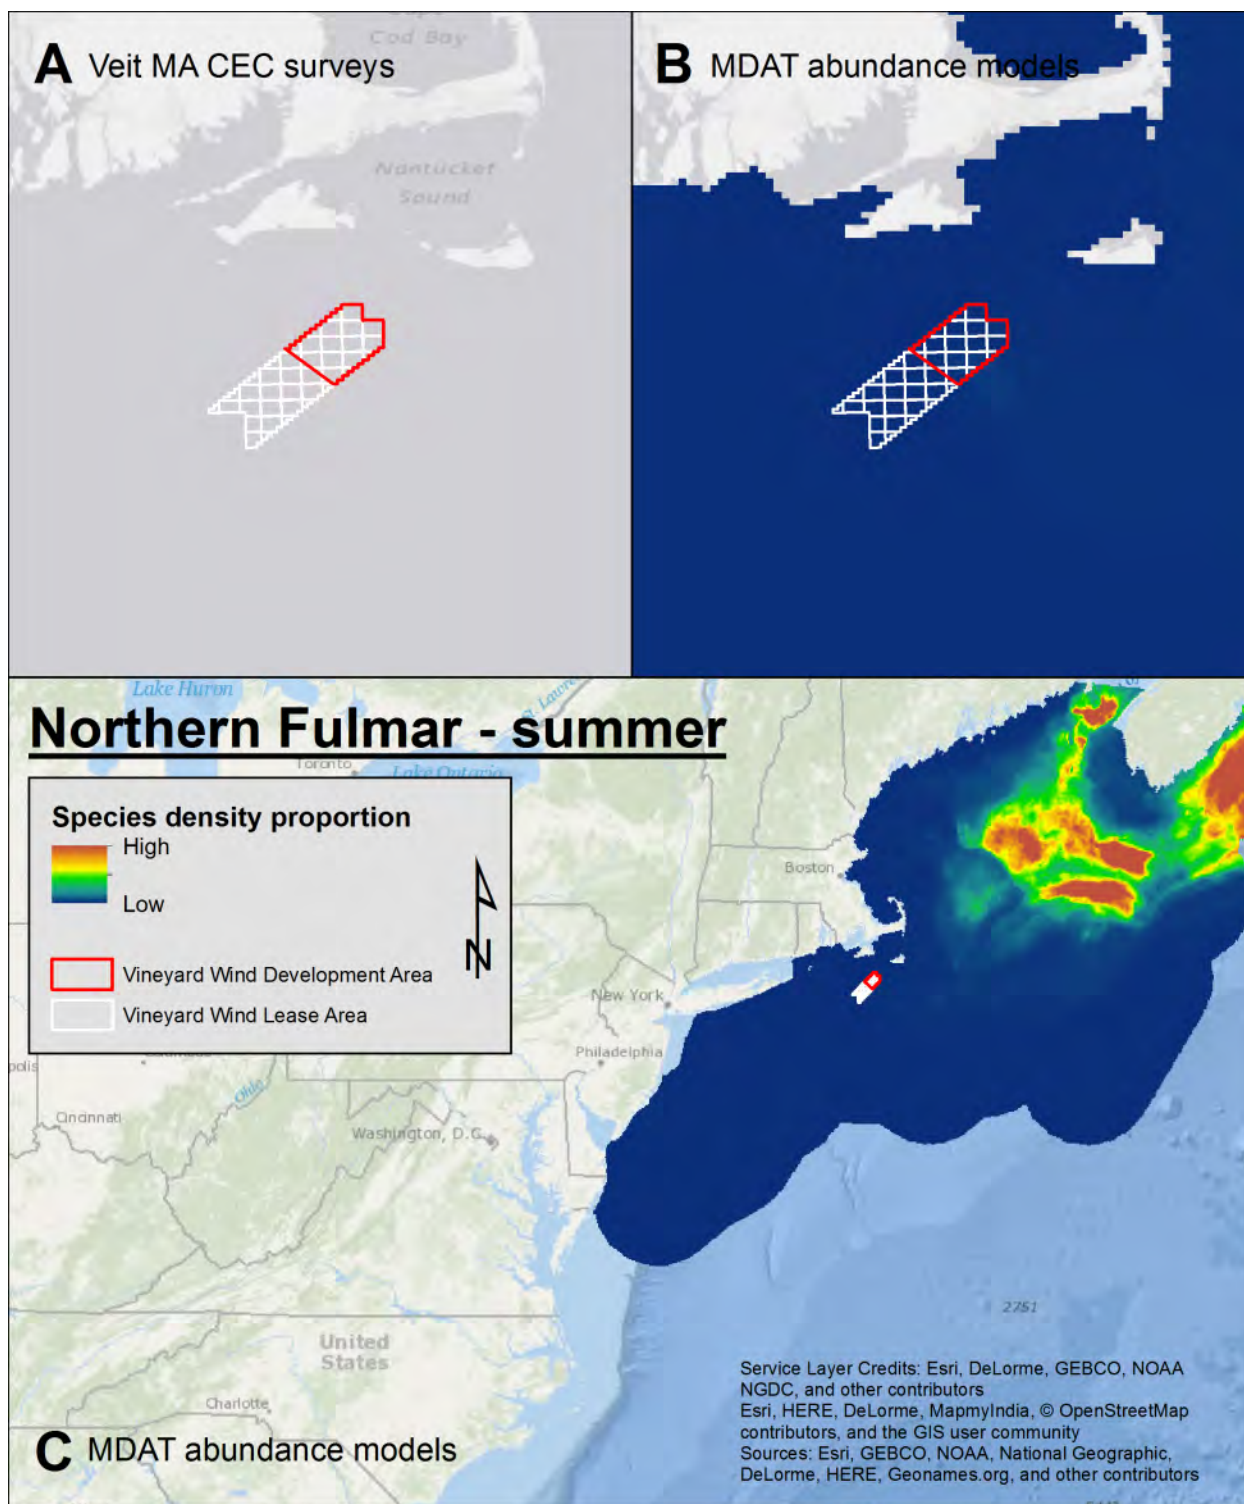 Cape
Cod Bay
A Veit MA CEC surveys
Nantucket
Sound
B MDAT abundance models
Lake Huron
St. Lawre
Northern Fulmar - summer
Toronto
Lake Ontario
Species density proportion
High
Low
N
Vineyard Wind Development Area
Vineyard Wind Lease Area
Boston
New York
Philadelphia
polis
Ohio
Cincinnati
Washington, D.C.
2751
United
States
Charlotte
C MDAT abundance models
Service Layer Credits: Esri, DeLorme, GEBCO, NOAA
NGDC, and other contributors
Esri, HERE, DeLorme, MapmyIndia, © OpenStreetMap
contributors, and the GIS user community
Sources: Esri, GEBCO, NOAA, National Geographic,
DeLorme, HERE, Geonames.org, and other contributors